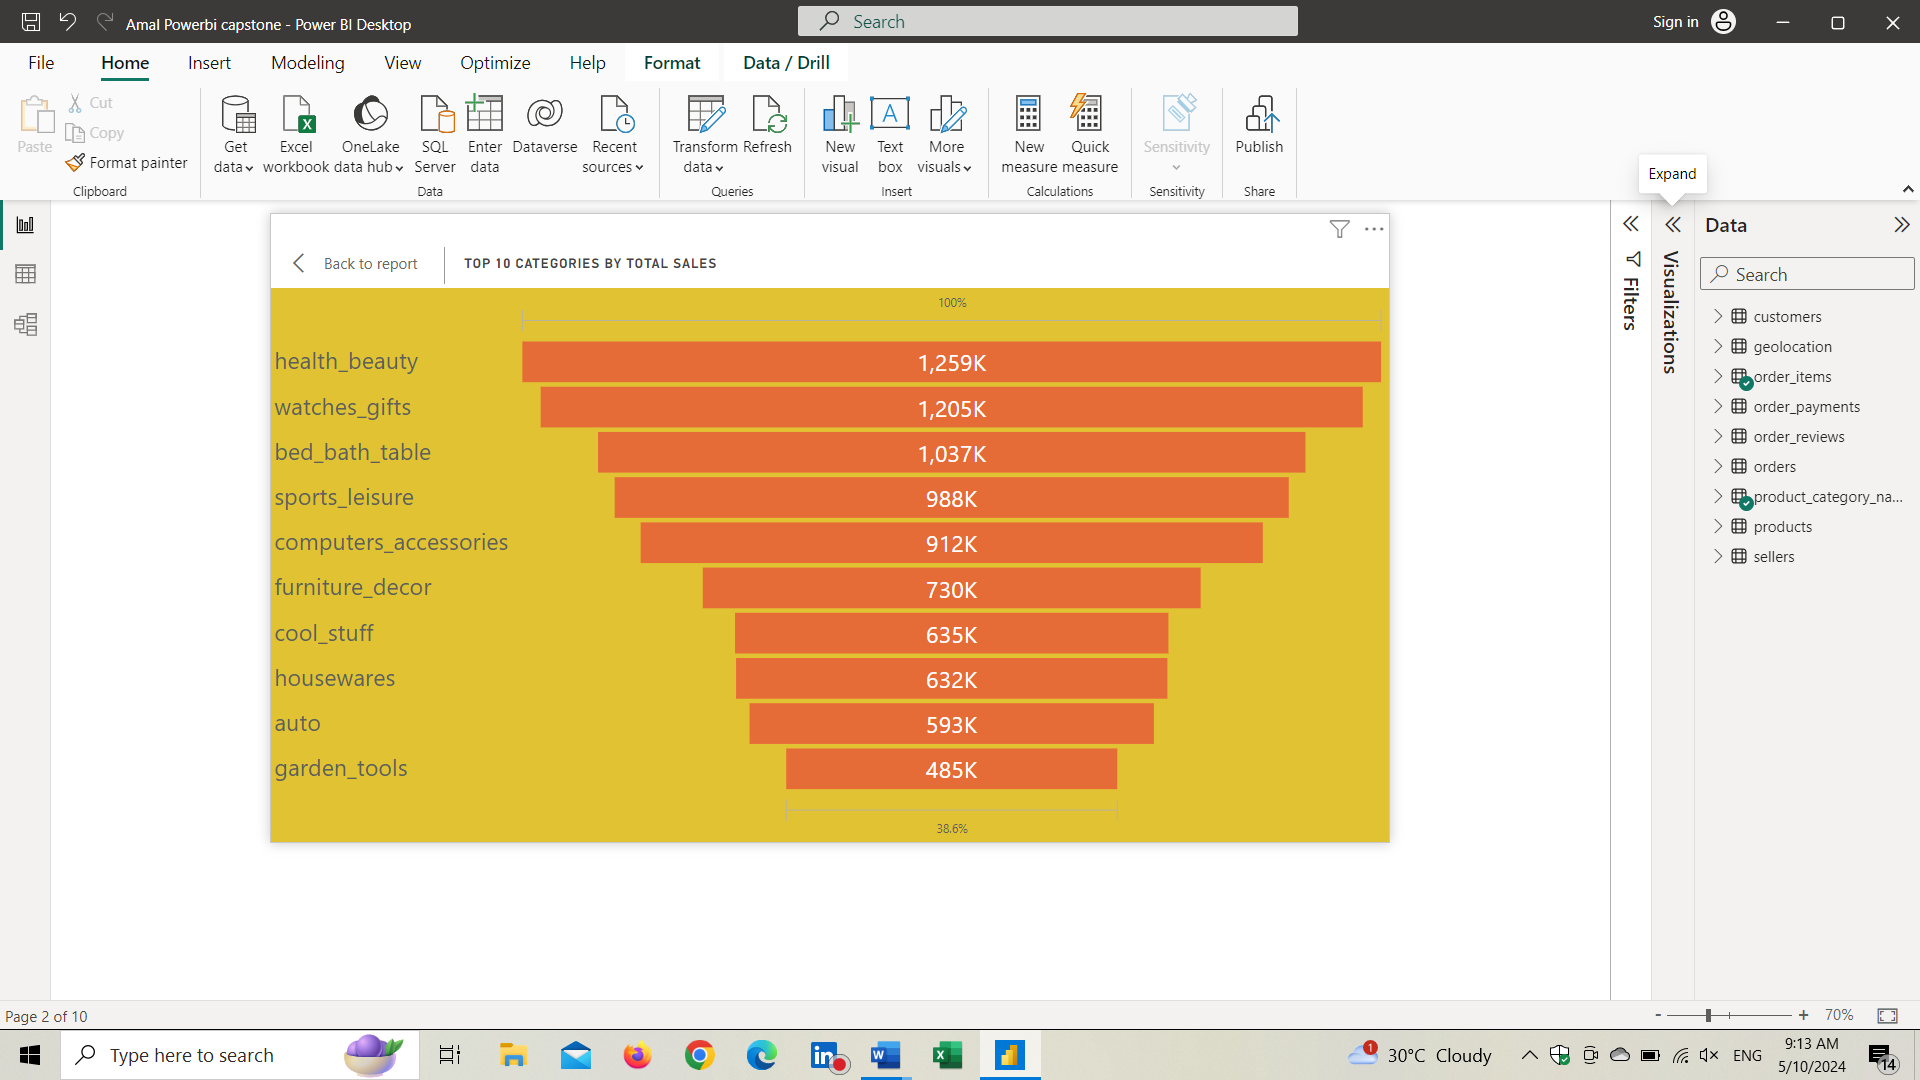 Amal Powerbi capstone - Power BI Desktop
Search
Sign in
File Home Insert Modeling View Optimize Help Format Data / Drill
Paste
Cut
Copy
Format painter
Clipboard
Get data
Excel workbook
OneLake data hub
SQL Server
Enter data
Dataverse
Recent sources
Data
Transform data
Refresh
Queries
New visual
Text box
More visuals
Insert
New measure
Quick measure
Calculations
Sensitivity
Sensitivity
Publish
Share
Expand
Back to report
TOP 10 CATEGORIES BY TOTAL SALES
100%
health_beauty 1,259K
watches_gifts 1,205K
bed_bath_table 1,037K
sports_leisure 988K
computers_accessories 912K
furniture_decor 730K
cool_stuff 635K
housewares 632K
auto 593K
garden_tools 485K
38.6%
Filters
Visualizations
Data
Search
customers
geolocation
order_items
order_payments
order_reviews
orders
product_category_na...
products
sellers
Page 2 of 10
- + 70%
Type here to search
1
30°C Cloudy
ENG
9:13 AM
5/10/2024
14